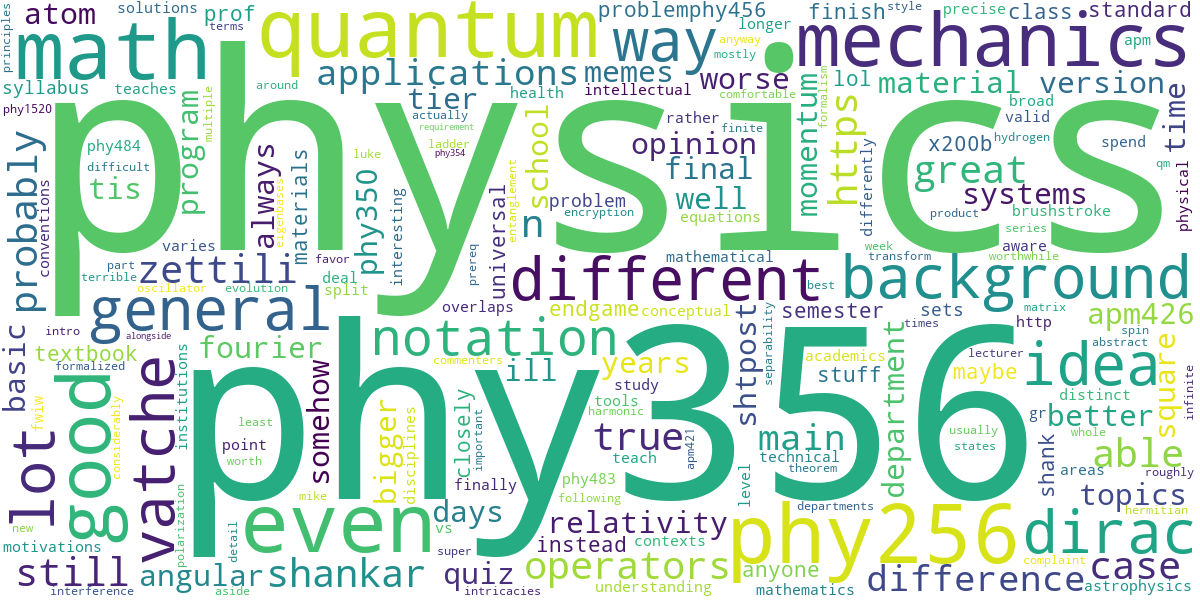 principles
atom
solutions
terms
prof
quantum
problem
phy456
longer
anyway
mostly
finish
style
class
precise
apm
standard
math
syllabus
teaches
phy1520
around
applications
tier
health
actually
requirement
memes
intellectual
way
worse
comfortable
mechanics
lol
material
version
time
physics
program
multiple
phy484
difficult
tis
probably
conventions
always
eigenbases
materials
luke
ladder
phy354
interesting
phy350
school
entanglement
n
rather
finite
opinion
final
well
problem
encryption
equations
momentum
formalism
https
differently
broad
valid
hydrogen
x200b
great
systems
product
brushstroke
series
spend
qm
physical
varies
part
terrible
zettili
favor
deal
split
oscillator
evolution
prereq
universal
mathematical
different
best
week
transform
aware
worthwhile
background
general
intro
alongside
overlaps
endgame
conceptual
notation
commenters
semester
separability
sets
times
http
matrix
spin
abstract
apm426
basic
textbook
formalized
vatche
institutions
fourier
somehow
least
point
worth
ill
years
study
tools
harmonic
shtpost
academics
stuff
department
lecturer
maybe
distinct
gr
idea
better
square
infinite
lot
fwiw
good
considerably
phy356
bigger
disciplines
closely
important
finally
true
teach
phy483
apm421
level
main
technical
theorem
usually
states
whole
areas
shank
able
roughly
topics
hermitian
new
motivations
still
interference
polarization
angular
aside
detail
even
mike
following
days
vs
super
shankar
quiz
intricacies
relativity
instead
contexts
operators
understanding
departments
phy256
anyone
mathematics
difference
complaint
dirac
case
astrophysics